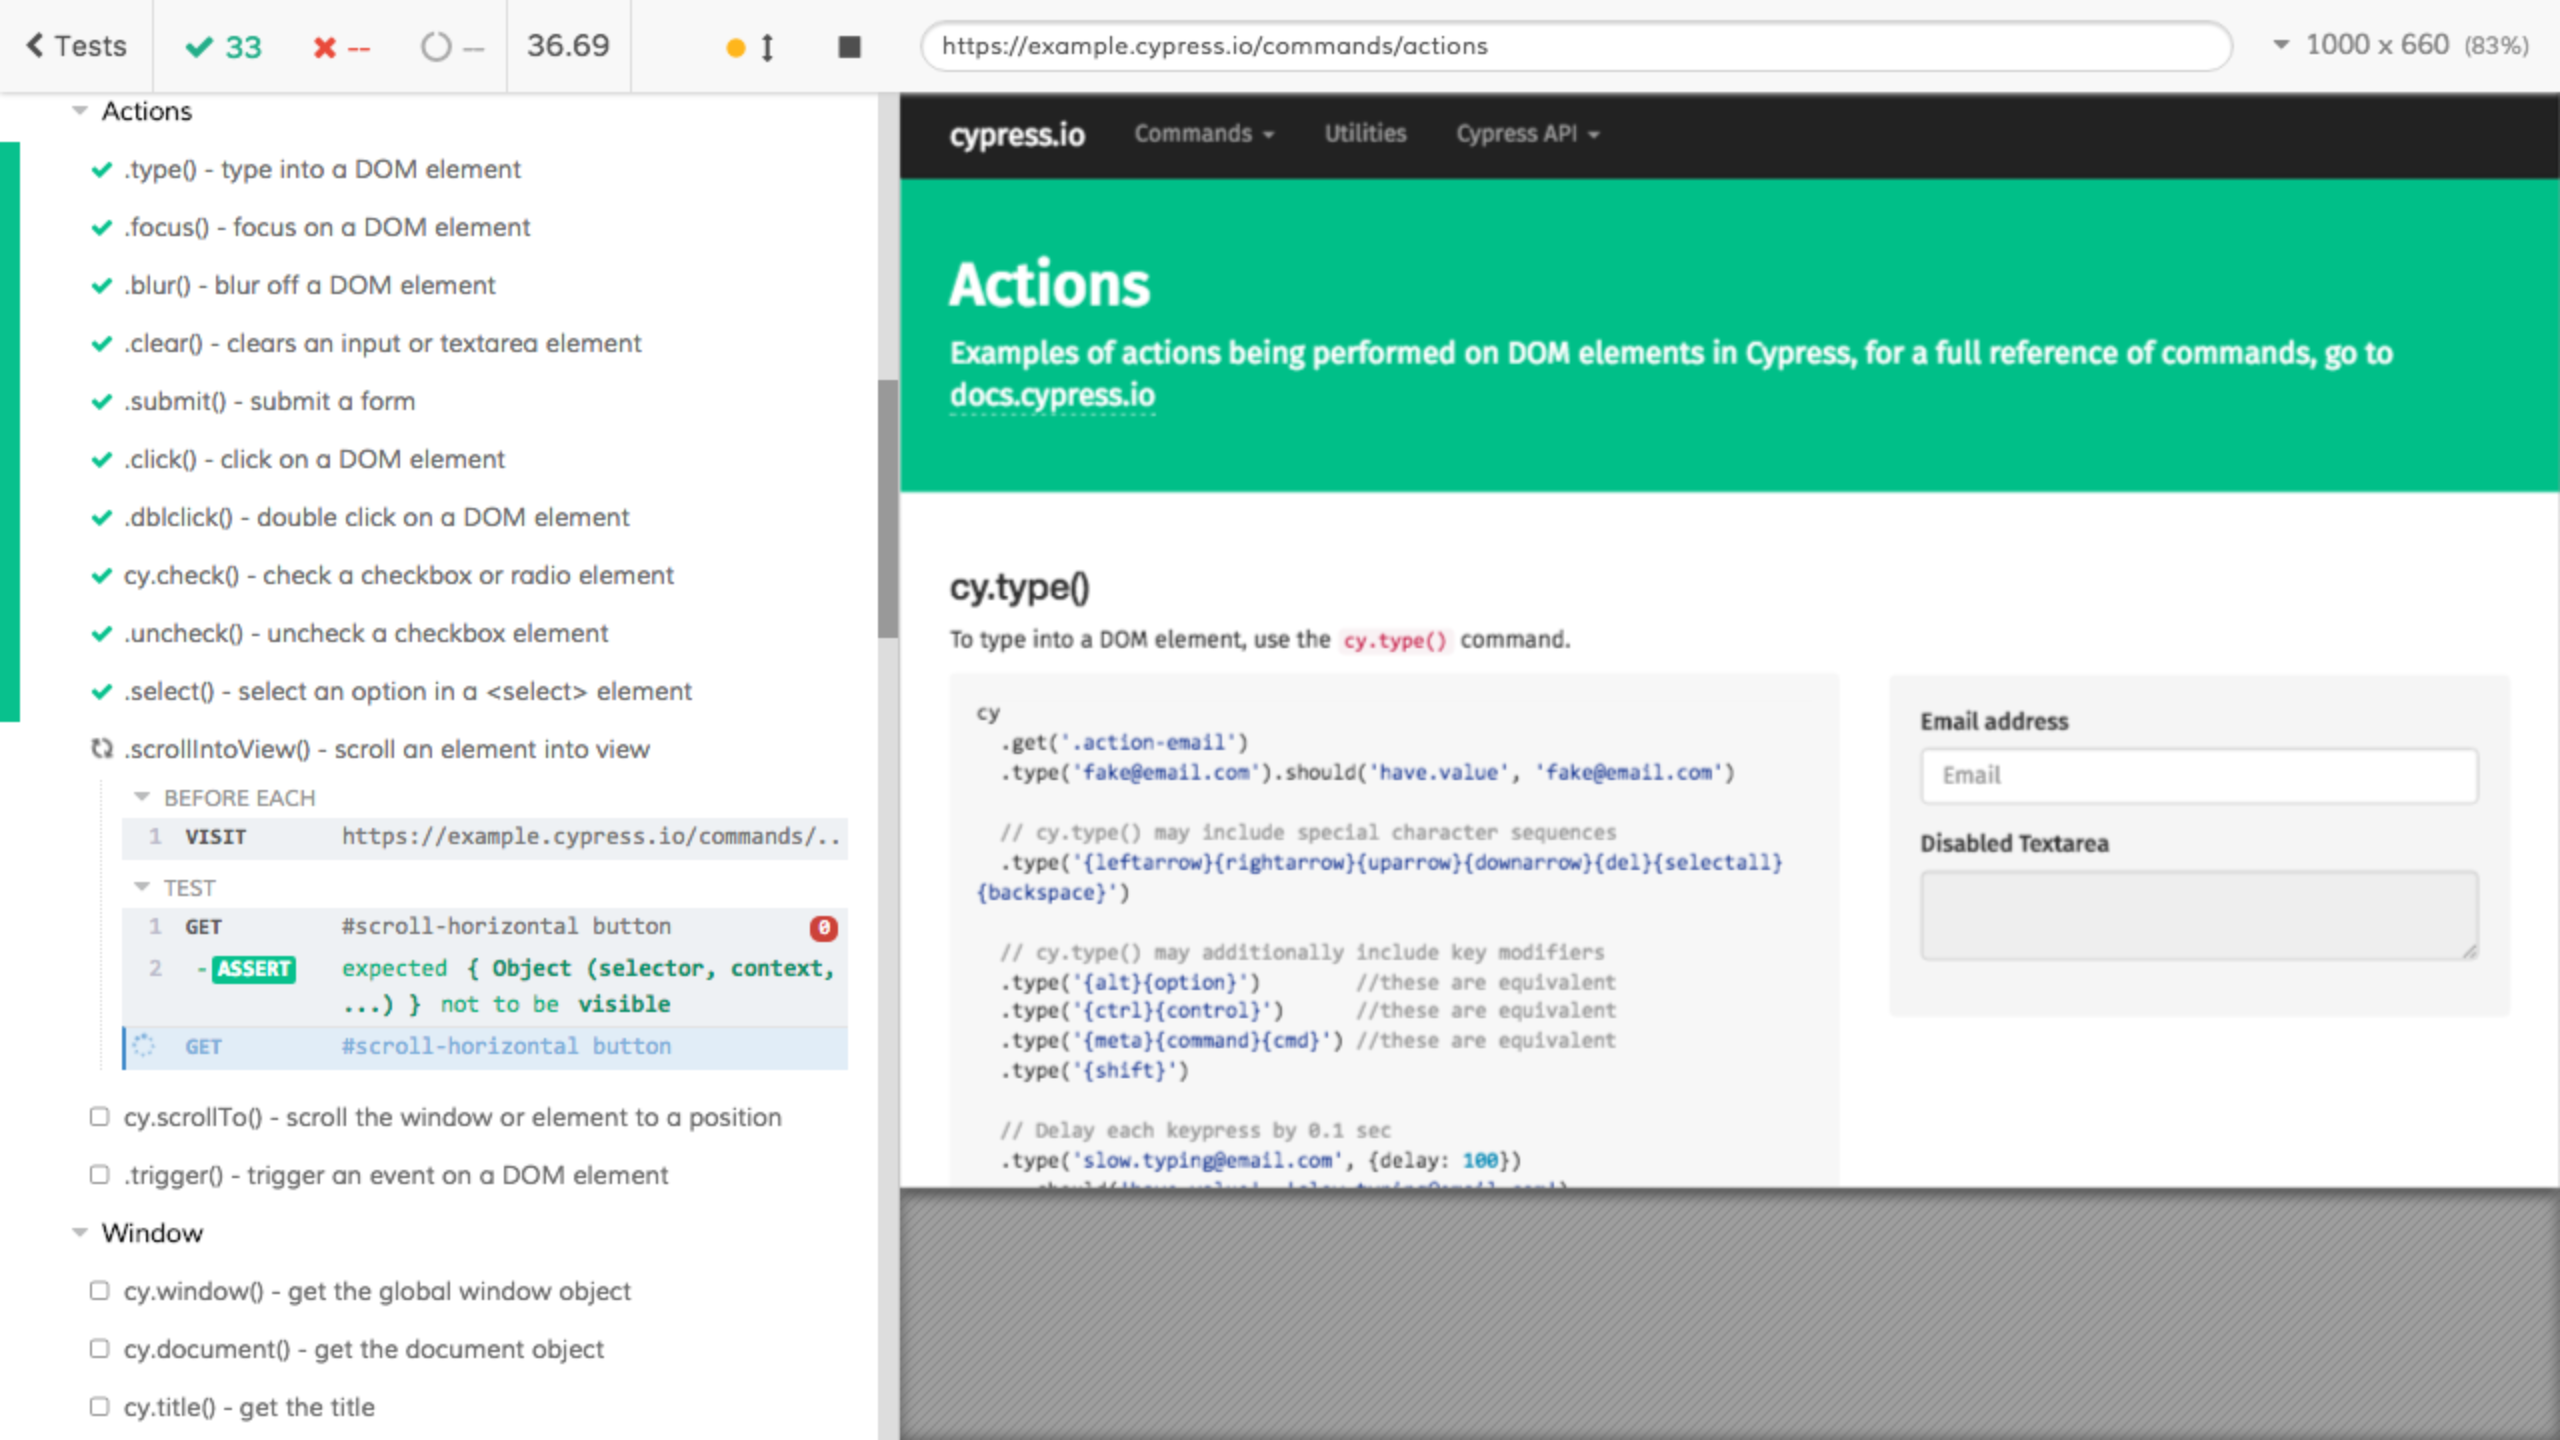 Tests
33
--
--
36.69
https://example.cypress.io/commands/actions
1000 x 660 (83%)
Actions
.type() - type into a DOM element
.focus() - focus on a DOM element
.blur() - blur off a DOM element
.clear() - clears an input or textarea element
.submit() - submit a form
.click() - click on a DOM element
.dblclick() - double click on a DOM element
cy.check() - check a checkbox or radio element
.uncheck() - uncheck a checkbox element
.select() - select an option in a <select> element
.scrollIntoView() - scroll an element into view
BEFORE EACH
1 VISIT https://example.cypress.io/commands/..
TEST
1 GET #scroll-horizontal button 0
2 -ASSERT expected { Object (selector, context,
...) } not to be visible
GET #scroll-horizontal button
cy.scrollTo() - scroll the window or element to a position
.trigger() - trigger an event on a DOM element
Window
cy.window() - get the global window object
cy.document() - get the document object
cy.title() - get the title
cypress.io Commands Utilities Cypress API
Actions
Examples of actions being performed on DOM elements in Cypress, for a full reference of commands, go to
docs.cypress.io
cy.type()
To type into a DOM element, use the cy.type() command.
cy
.get('.action-email')
.type('fake@email.com').should('have.value', 'fake@email.com')
// cy.type() may include special character sequences
.type('{leftarrow}{rightarrow}{uparrow}{downarrow}{del}{selectall}
{backspace}')
// cy.type() may additionally include key modifiers
.type('{alt}{option}') //these are equivalent
.type('{ctrl}{control}') //these are equivalent
.type('{meta}{command}{cmd}') //these are equivalent
.type('{shift}')
// Delay each keypress by 0.1 sec
.type('slow.typing@email.com', {delay: 100})
Email address
Email
Disabled Textarea